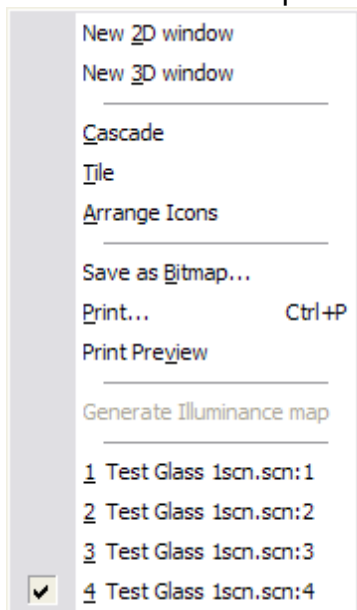 New 2D window
New 3D window
Cascade
Tile
Arrange Icons
Save as Bitmap...
Print... Ctrl+P
Print Preview
Generate Illuminance map
1 Test Glass 1scn.scn:1
2 Test Glass 1scn.scn:2
3 Test Glass 1scn.scn:3
4 Test Glass 1scn.scn:4